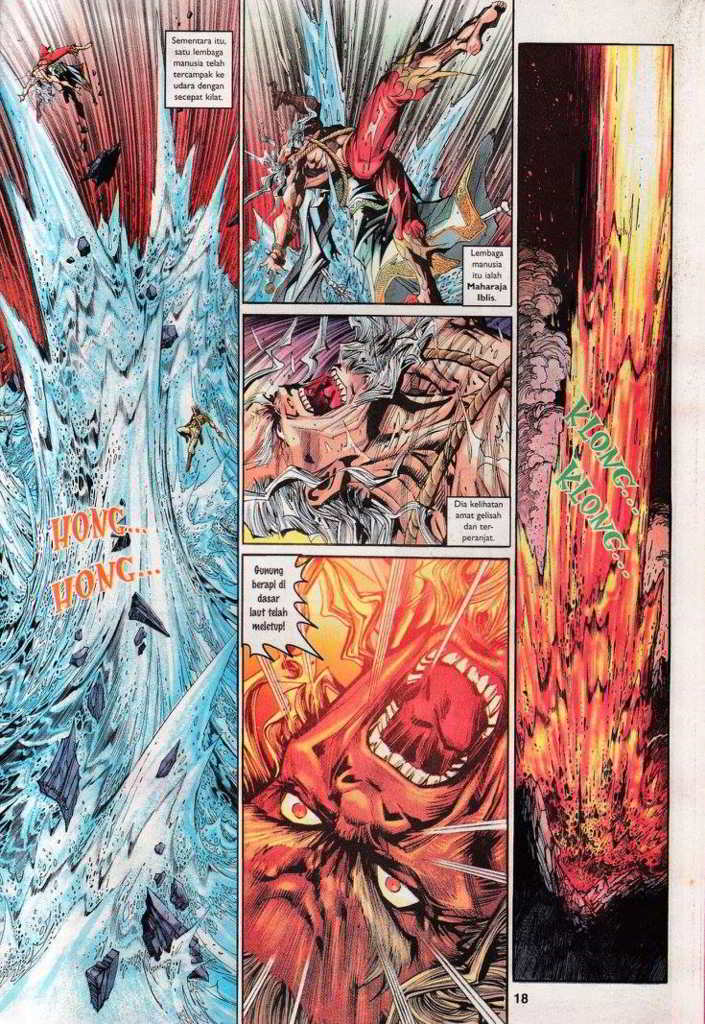 Sementara itu,
satu lembaga
manusia telah
tercampak ke
udara dengan
secepat kilat.
HONG...
HONG...
Lembaga
manusia
itu ialah
Maharaja
Iblis.
Dia kelihatan
amat gelisah
dan ter-
peranjat.
Gunung
berapi di
dasar
laut telah
meletup!
KLONG...
KLONG...
18